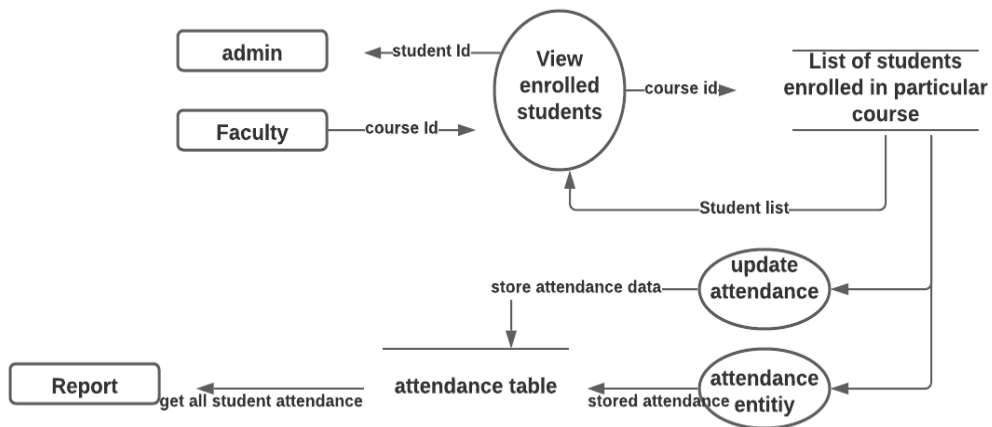 admin
student Id
View
enrolled
students
course id
List of students
enrolled in particular
course
Faculty
course Id
Student list
update
attendance
store attendance data
attendance table
attendance
entitiy
stored attendance
Report
get all student attendance